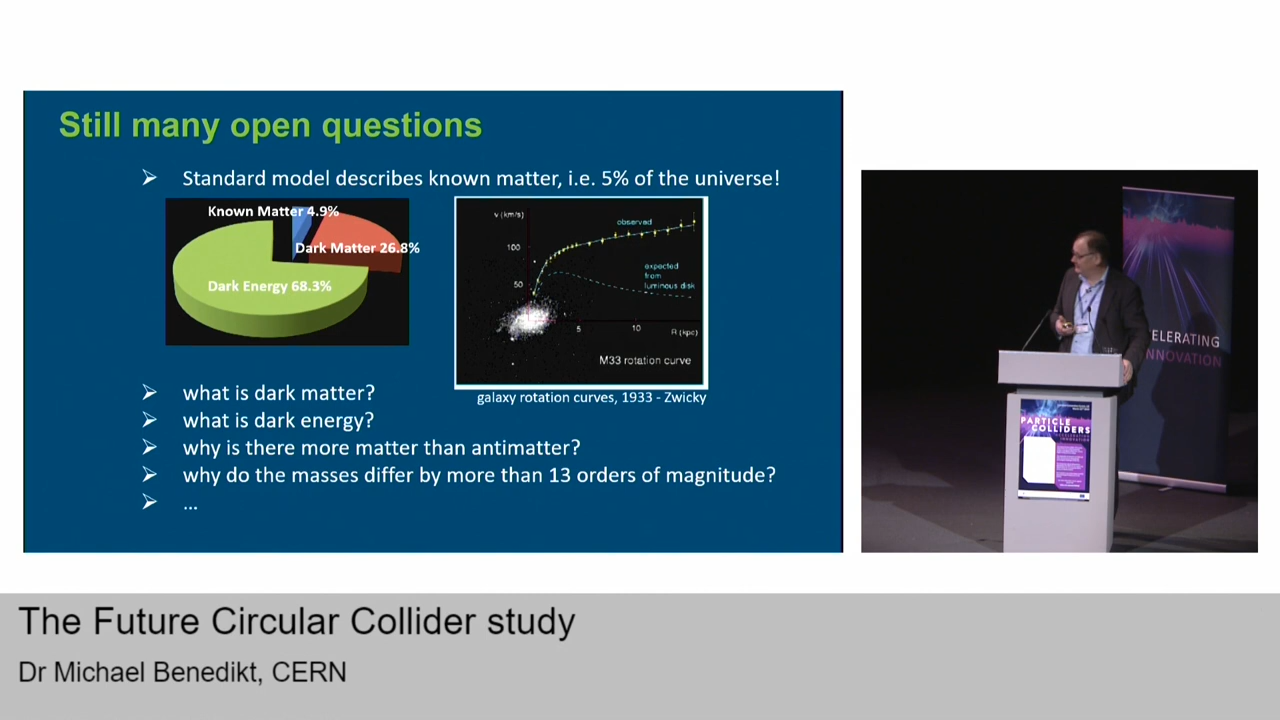 Still many open questions
➢ Standard model describes known matter, i.e. 5% of the universe!
Known Matter 4.9%
Dark Matter 26.8%
Dark Energy 68.3%
v (km/s)
observed
100
expected
from
luminous disk
50
5
10
R (kpc)
M33 rotation curve
galaxy rotation curves, 1933 - Zwicky
➢ what is dark matter?
➢ what is dark energy?
➢ why is there more matter than antimatter?
➢ why do the masses differ by more than 13 orders of magnitude?
➢ ...
ELERATING
NNOVATION
PARTICLE
COLLIDERS
The Future Circular Collider study
Dr Michael Benedikt, CERN